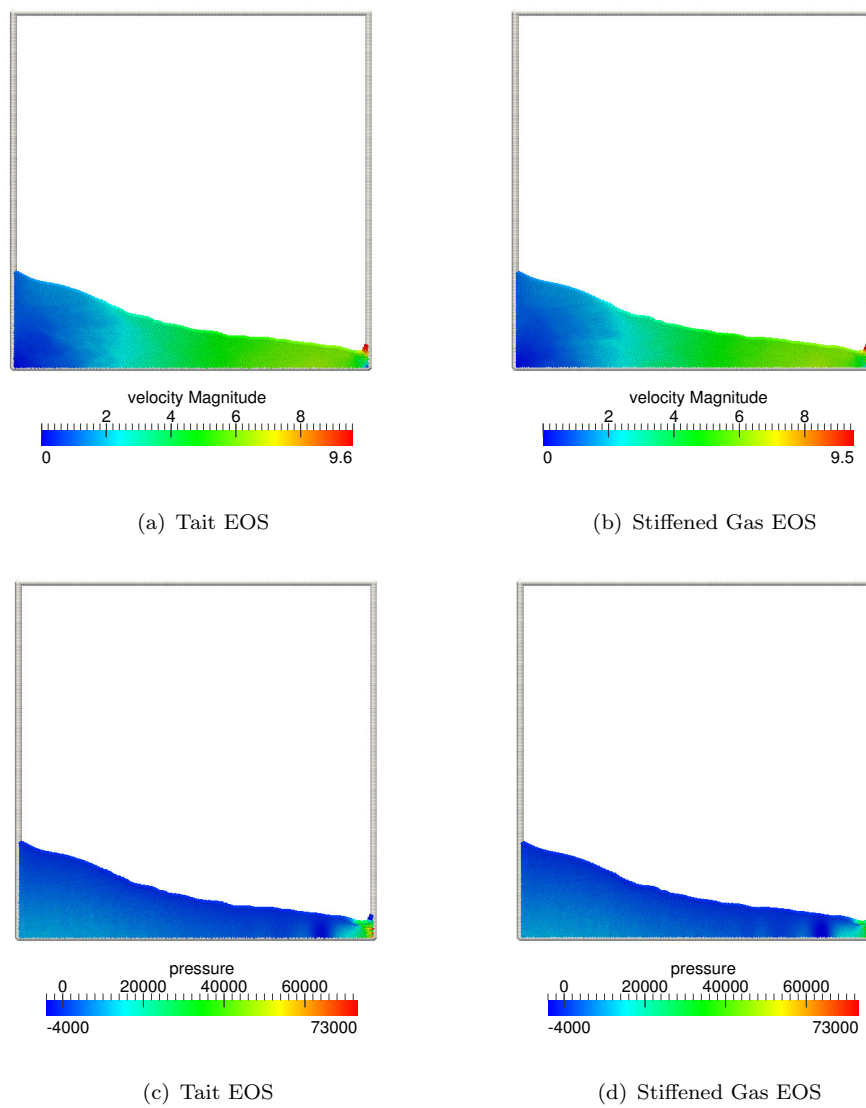 velocity Magnitude
2 4 6 8
0 9.6
velocity Magnitude
2 4 6 8
0 9.5
(a) Tait EOS
(b) Stiffened Gas EOS
pressure
0 20000 40000 60000
-4000 73000
pressure
0 20000 40000 60000
-4000 73000
(c) Tait EOS
(d) Stiffened Gas EOS